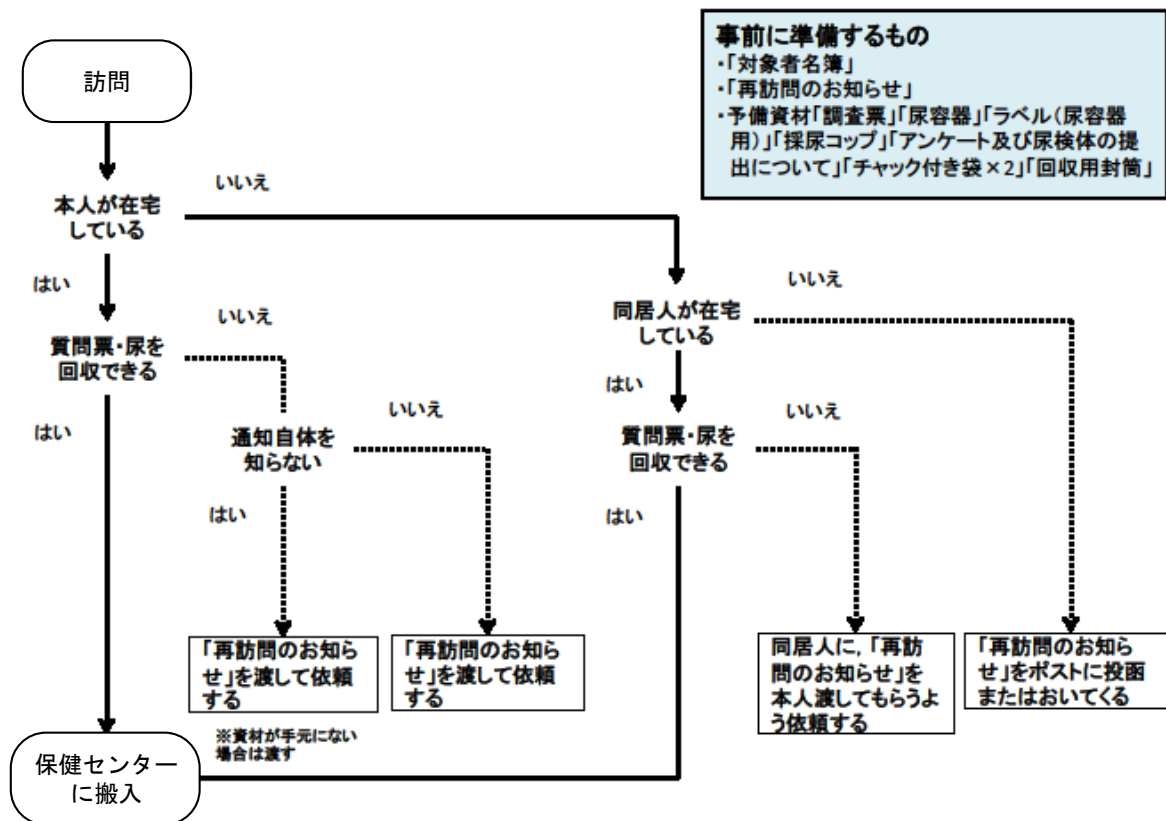 訪問
事前に準備するもの
・「対象者名簿」
・「再訪問のお知らせ」
・予備資材「調査票」「尿容器」「ラベル(尿容器
用)」「採尿コップ」「アンケート及び尿検体の提
出について」「チャック付き袋×2」「回収用封筒」
いいえ
本人が在宅
している
はい
いいえ
同居人が在宅
している
いいえ
質問票・尿を
回収できる
はい
はい
いいえ
通知自体を
知らない
いいえ
質問票・尿を
回収できる
はい
はい
「再訪問のお知ら
せ」を渡して依頼
する
「再訪問のお知ら
せ」を渡して依頼
する
同居人に,「再訪
問のお知らせ」を
本人渡してもらうよ
う依頼する
「再訪問のお知ら
せ」をポストに投函
またはおいてくる
※資材が手元にない
場合は渡す
保健センター
に搬入